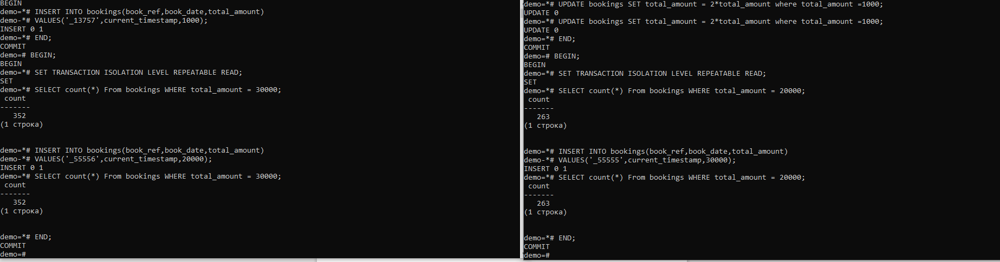 BEGIN
demo=*# INSERT INTO bookings(book_ref,book_date,total_amount)
demo-*# VALUES('_13757',current_timestamp,1000);
INSERT 0 1
demo=*# END;
COMMIT
demo=# BEGIN;
BEGIN
demo=*# SET TRANSACTION ISOLATION LEVEL REPEATABLE READ;
SET
demo=*# SELECT count(*) From bookings WHERE total_amount = 30000;
count
-------
352
(1 строка)
demo=*# INSERT INTO bookings(book_ref,book_date,total_amount)
demo-*# VALUES('_55556',current_timestamp,20000);
INSERT 0 1
demo=*# SELECT count(*) From bookings WHERE total_amount = 30000;
count
-------
352
(1 строка)
demo=*# END;
COMMIT
demo=#
demo=*# UPDATE bookings SET total_amount = 2*total_amount where total_amount =1000;
UPDATE 0
demo=*# UPDATE bookings SET total_amount = 2*total_amount where total_amount =1000;
UPDATE 0
demo=*# END;
COMMIT
demo=# BEGIN;
BEGIN
demo=*# SET TRANSACTION ISOLATION LEVEL REPEATABLE READ;
SET
demo=*# SELECT count(*) From bookings WHERE total_amount = 20000;
count
-------
263
(1 строка)
demo=*# INSERT INTO bookings(book_ref,book_date,total_amount)
demo-*# VALUES('_55555',current_timestamp,30000);
INSERT 0 1
demo=*# SELECT count(*) From bookings WHERE total_amount = 20000;
count
-------
263
(1 строка)
demo=*# END;
COMMIT
demo=#